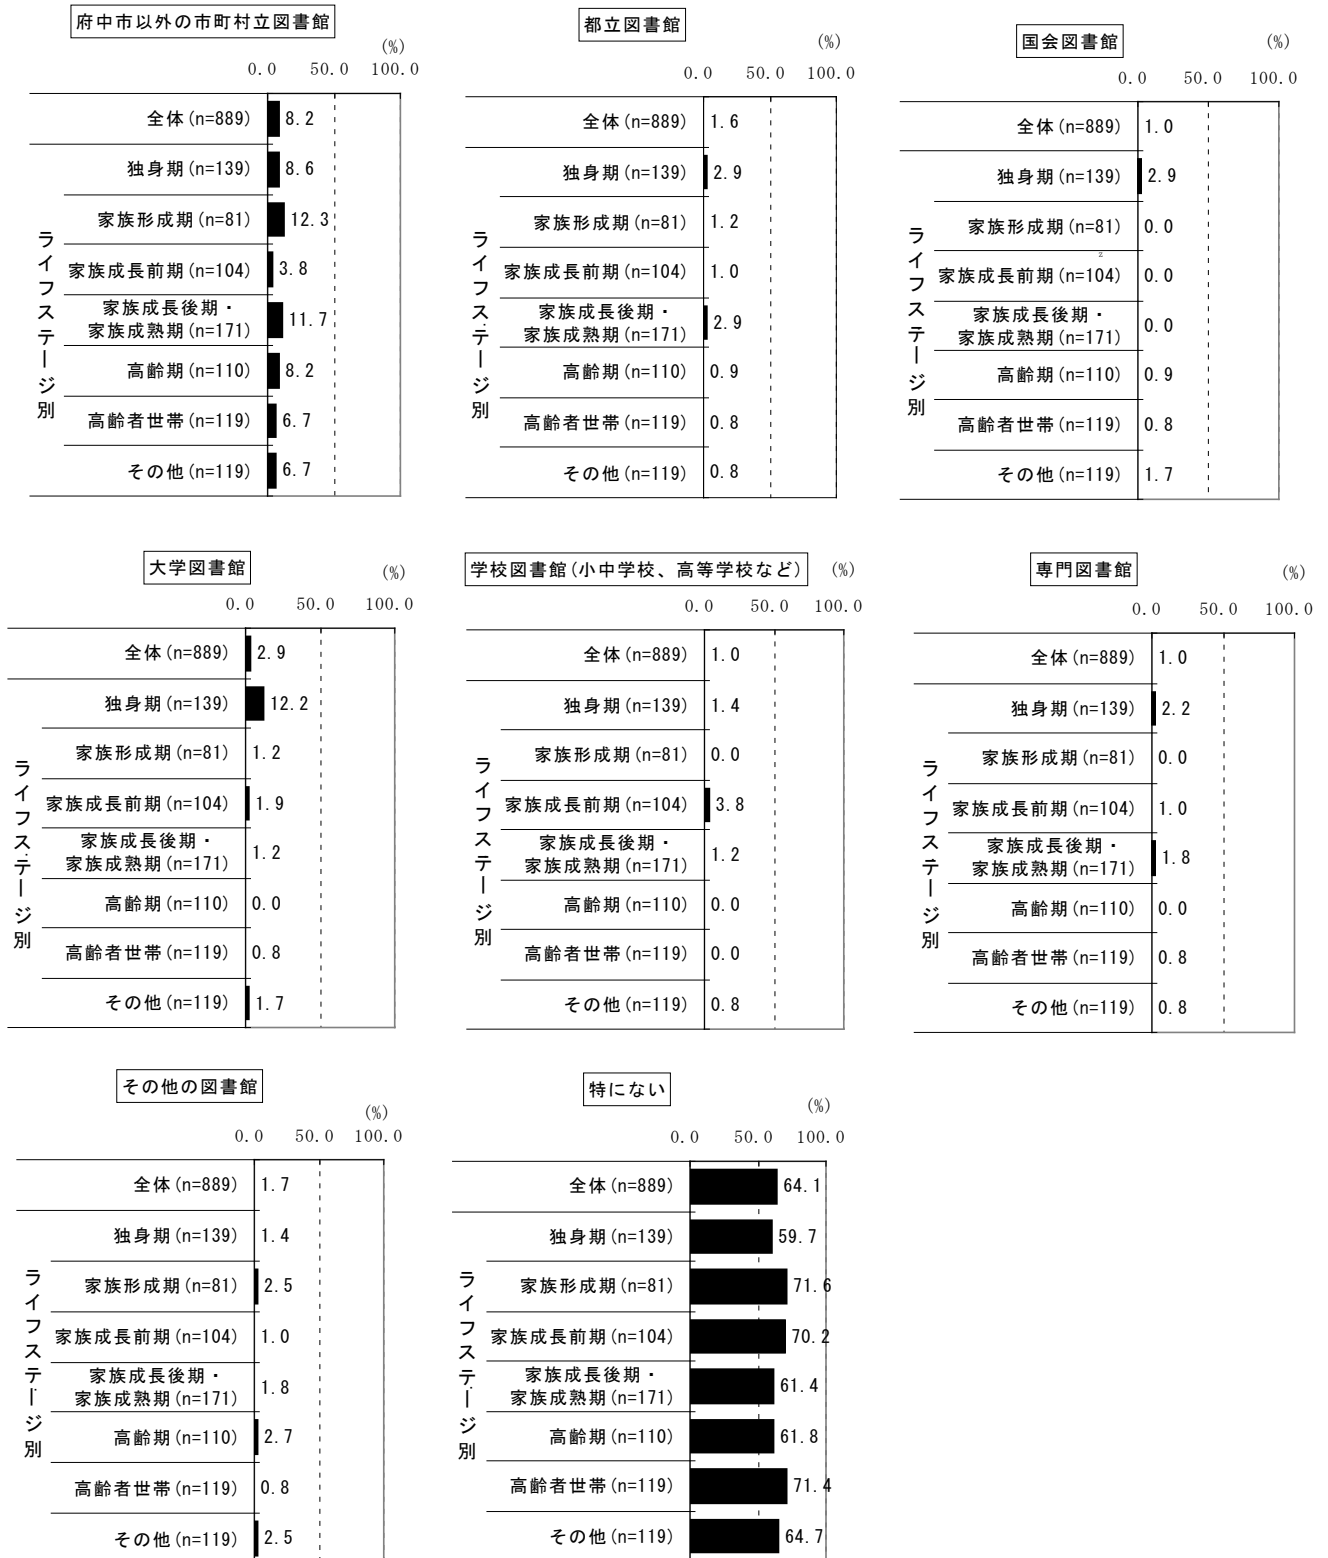 府中市以外の市町村立図書館
(%)
0.0 50.0 100.0
全体(n=889) 8.2
独身期(n=139) 8.6
家族形成期(n=81) 12.3
家族成長前期(n=104) 3.8
家族成長後期・
家族成熟期(n=171) 11.7
高齢期(n=110) 8.2
高齢者世帯(n=119) 6.7
その他(n=119) 6.7
ライフステージ別
都立図書館
(%)
0.0 50.0 100.0
全体(n=889) 1.6
独身期(n=139) 2.9
家族形成期(n=81) 1.2
家族成長前期(n=104) 1.0
家族成長後期・
家族成熟期(n=171) 2.9
高齢期(n=110) 0.9
高齢者世帯(n=119) 0.8
その他(n=119) 0.8
ライフステージ別
国会図書館
(%)
0.0 50.0 100.0
全体(n=889) 1.0
独身期(n=139) 2.9
家族形成期(n=81) 0.0
2
家族成長前期(n=104) 0.0
家族成長後期・
家族成熟期(n=171) 0.0
高齢期(n=110) 0.9
高齢者世帯(n=119) 0.8
その他(n=119) 1.7
ライフステージ別
大学図書館
(%)
0.0 50.0 100.0
全体(n=889) 2.9
独身期(n=139) 12.2
家族形成期(n=81) 1.2
家族成長前期(n=104) 1.9
家族成長後期・
家族成熟期(n=171) 1.2
高齢期(n=110) 0.0
高齢者世帯(n=119) 0.8
その他(n=119) 1.7
ライフステージ別
学校図書館(小中学校、高等学校など)
(%)
0.0 50.0 100.0
全体(n=889) 1.0
独身期(n=139) 1.4
家族形成期(n=81) 0.0
家族成長前期(n=104) 3.8
家族成長後期・
家族成熟期(n=171) 1.2
高齢期(n=110) 0.0
高齢者世帯(n=119) 0.0
その他(n=119) 0.8
ライフステージ別
専門図書館
(%)
0.0 50.0 100.0
全体(n=889) 1.0
独身期(n=139) 2.2
家族形成期(n=81) 0.0
家族成長前期(n=104) 1.0
家族成長後期・
家族成熟期(n=171) 1.8
高齢期(n=110) 0.0
高齢者世帯(n=119) 0.8
その他(n=119) 0.8
ライフステージ別
その他の図書館
(%)
0.0 50.0 100.0
全体(n=889) 1.7
独身期(n=139) 1.4
家族形成期(n=81) 2.5
家族成長前期(n=104) 1.0
家族成長後期・
家族成熟期(n=171) 1.8
高齢期(n=110) 2.7
高齢者世帯(n=119) 0.8
その他(n=119) 2.5
ライフステージ別
特にない
(%)
0.0 50.0 100.0
全体(n=889) 64.1
独身期(n=139) 59.7
家族形成期(n=81) 71.6
家族成長前期(n=104) 70.2
家族成長後期・
家族成熟期(n=171) 61.4
高齢期(n=110) 61.8
高齢者世帯(n=119) 71.4
その他(n=119) 64.7
ライフステージ別